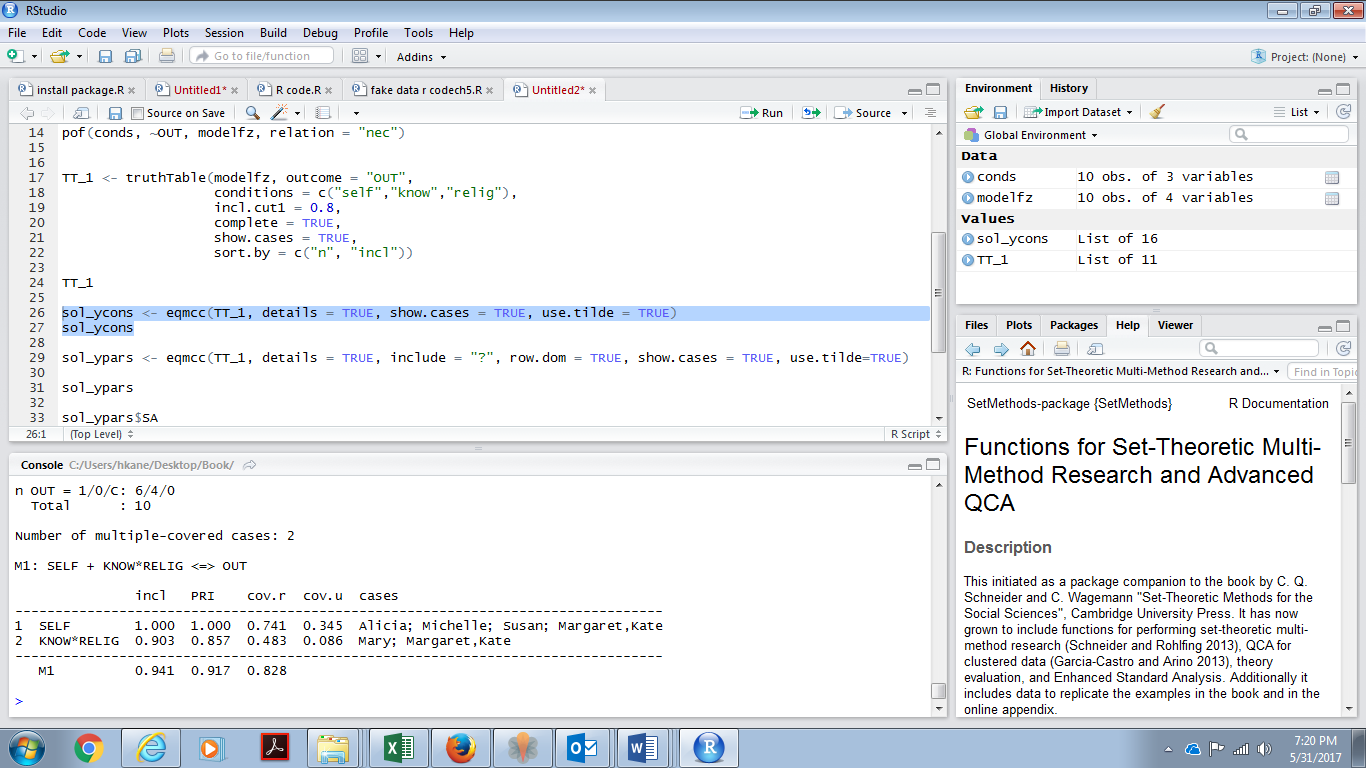 RStudio
File Edit Code View Plots Session Build Debug Profile Tools Help
Go to file/function Addins Project: (None)
install package.R Untitled1* R code.R fake data r codech5.R Untitled2*
Source on Save Run Source
14 pof(conds, ~OUT, modelfz, relation = "nec")
15
16
17 TT_1 <- truthTable(modelfz, outcome = "OUT",
18 conditions = c("self","know","relig"),
19 incl.cut1 = 0.8,
20 complete = TRUE,
21 show.cases = TRUE,
22 sort.by = c("n", "incl"))
23
24 TT_1
25
26 sol_ycons <- eqmcc(TT_1, details = TRUE, show.cases = TRUE, use.tilde = TRUE)
27 sol_ycons
28
29 sol_ypars <- eqmcc(TT_1, details = TRUE, include = "?", row.dom = TRUE, show.cases = TRUE, use.tilde=TRUE)
30
31 sol_ypars
32
33 sol_ypars$SA
26:1 (Top Level) R Script
Console C:/Users/hkane/Desktop/Book/
n OUT = 1/0/C: 6/4/0
Total : 10
Number of multiple-covered cases: 2
M1: SELF + KNOW*RELIG <=> OUT
incl PRI cov.r cov.u cases
-------------------------------------------------------------------------------
1 SELF 1.000 1.000 0.741 0.345 Alicia; Michelle; Susan; Margaret,Kate
2 KNOW*RELIG 0.903 0.857 0.483 0.086 Mary; Margaret,Kate
-------------------------------------------------------------------------------
M1 0.941 0.917 0.828
>
Environment History
Import Dataset List
Global Environment
Data
conds 10 obs. of 3 variables
modelfz 10 obs. of 4 variables
Values
sol_ycons List of 16
TT_1 List of 11
Files Plots Packages Help Viewer
R: Functions for Set-Theoretic Multi-Method Research and... Find in Topic
SetMethods-package {SetMethods} R Documentation
Functions for Set-Theoretic Multi-
Method Research and Advanced
QCA
Description
This initiated as a package companion to the book by C. Q.
Schneider and C. Wagemann "Set-Theoretic Methods for the
Social Sciences", Cambridge University Press. It has now
grown to include functions for performing set-theoretic multi-
method research (Schneider and Rohlfing 2013), QCA for
clustered data (Garcia-Castro and Arino 2013), theory
evaluation, and Enhanced Standard Analysis. Additionally it
includes data to replicate the examples in the book and in the
online appendix.
7:20 PM
5/31/2017